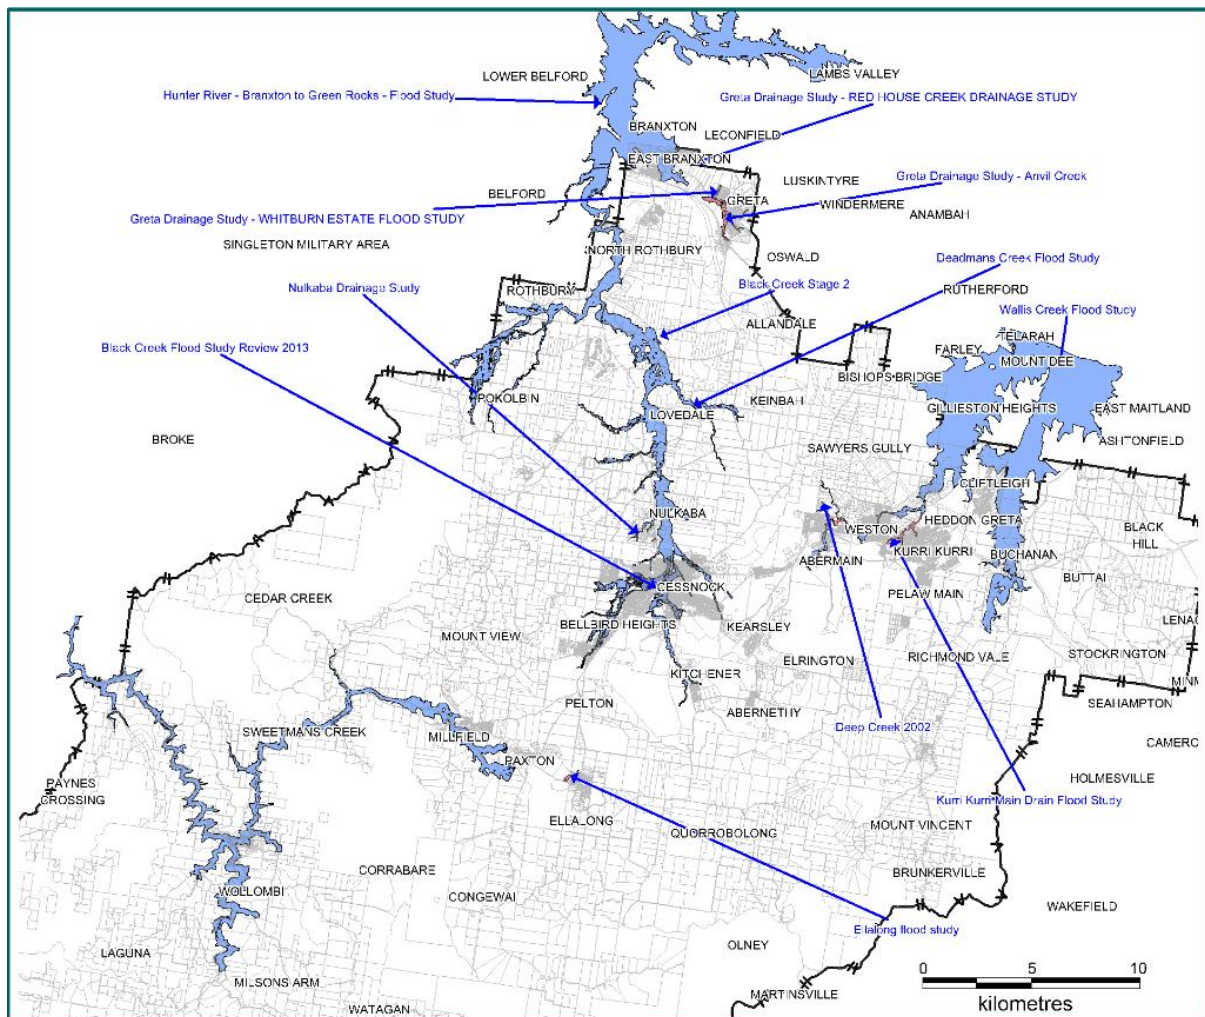 LOWER BELFORD
LAMBS VALLEY
Hunter River - Branxton to Green Rocks - Flood Study
Greta Drainage Study - RED HOUSE CREEK DRAINAGE STUDY
BRANXTON
LECONFIELD
EAST BRANXTON
Greta Drainage Study - Anvil Creek
LUSKINTYRE
BELFORD
GRETA
WINDERMERE
ANAMBAH
Greta Drainage Study - WHITBURN ESTATE FLOOD STUDY
SINGLETON MILITARY AREA
NORTH ROTHBURY
OSWALD
Deadmans Creek Flood Study
Nulkaba Drainage Study
ROTHBURY
Black Creek Stage 2
RUTHERFORD
Wallis Creek Flood Study
ALLANDALE
TELARAH
Black Creek Flood Study Review 2013
FARLEY
MOUNT DEE
BISHOPS BRIDGE
POKOLBIN
KEINBAH
LOVEDALE
GILLIESTON HEIGHTS
EAST MAITLAND
BROKE
ASHTONFIELD
SAWYERS GULLY
CLIFTLEIGH
NULKABA
WESTON
HEDDON GRETA
BLACK
HILL
KURRI KURRI
BUCHANAN
ABERMAIN
BUTTAI
CESSNOCK
PELAW MAIN
CEDAR CREEK
LENAG
BELLBIRD HEIGHTS
KEARSLEY
MOUNT VIEW
STOCKRINGTON
ELRINGTON
RICHMOND VALE
KITCHENER
MINM
PELTON
ABERNETHY
SEAHAMPTON
Deep Creek 2002
SWEETMANS CREEK
MILLFIELD
CAMERO
PAXTON
PAYNES
CROSSING
HOLMESVILLE
Kurri Kurri Main Drain Flood Study
ELLALONG
QUORROBOLONG
MOUNT VINCENT
CORRABARE
BRUNKERVILLE
WOLLOMBI
CONGEWAI
WAKEFIELD
Ellalong flood study
LAGUNA
OLNEY
MILSONS ARM
MARTINSVILLE
WATAGAN
0 5 10
kilometres